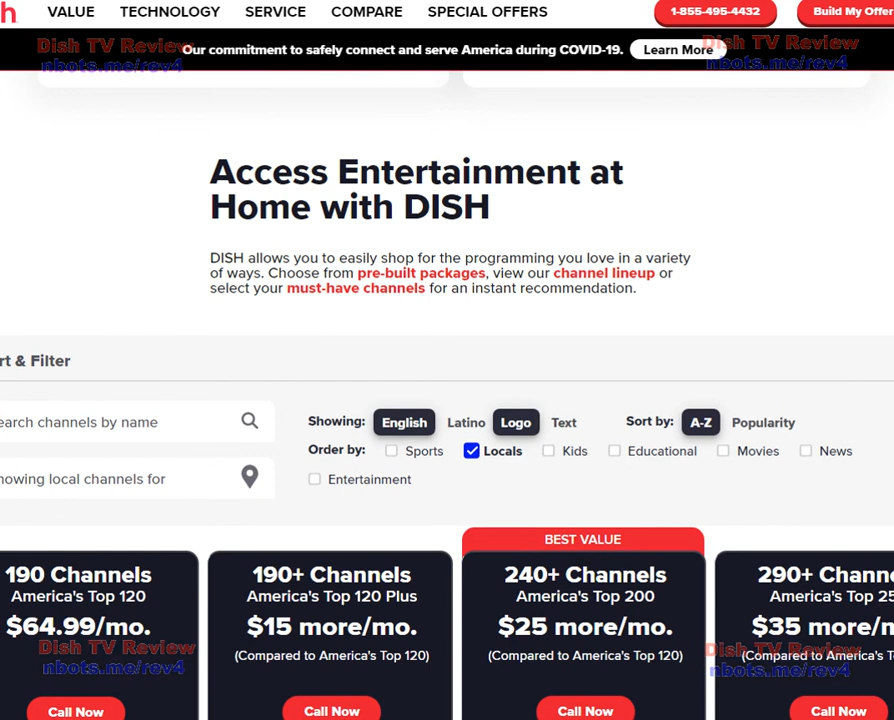 h VALUE TECHNOLOGY SERVICE COMPARE SPECIAL OFFERS 1-855-495-4432 Build My Offer
Dish TV Review
nbots.me/rev4
Our commitment to safely connect and serve America during COVID-19. Learn More
Dish TV Review
nbots.me/rev4
Access Entertainment at
Home with DISH
DISH allows you to easily shop for the programming you love in a variety
of ways. Choose from pre-built packages, view our channel lineup or
select your must-have channels for an instant recommendation.
rt & Filter
earch channels by name
howing local channels for
Showing: English Latino Logo Text Sort by: A-Z Popularity
Order by: Sports Locals Kids Educational Movies News
Entertainment
190 Channels
America's Top 120
$64.99/mo.
Dish TV Review
nbots.me/rev4
Call Now
190+ Channels
America's Top 120 Plus
$15 more/mo.
(Compared to America's Top 120)
Call Now
BEST VALUE
240+ Channels
America's Top 200
$25 more/mo.
(Compared to America's Top 120)
Call Now
290+ Channe
America's Top 25
$35 more/m
(Compared to America's To
Dish TV Review
nbots.me/rev4
Call Now